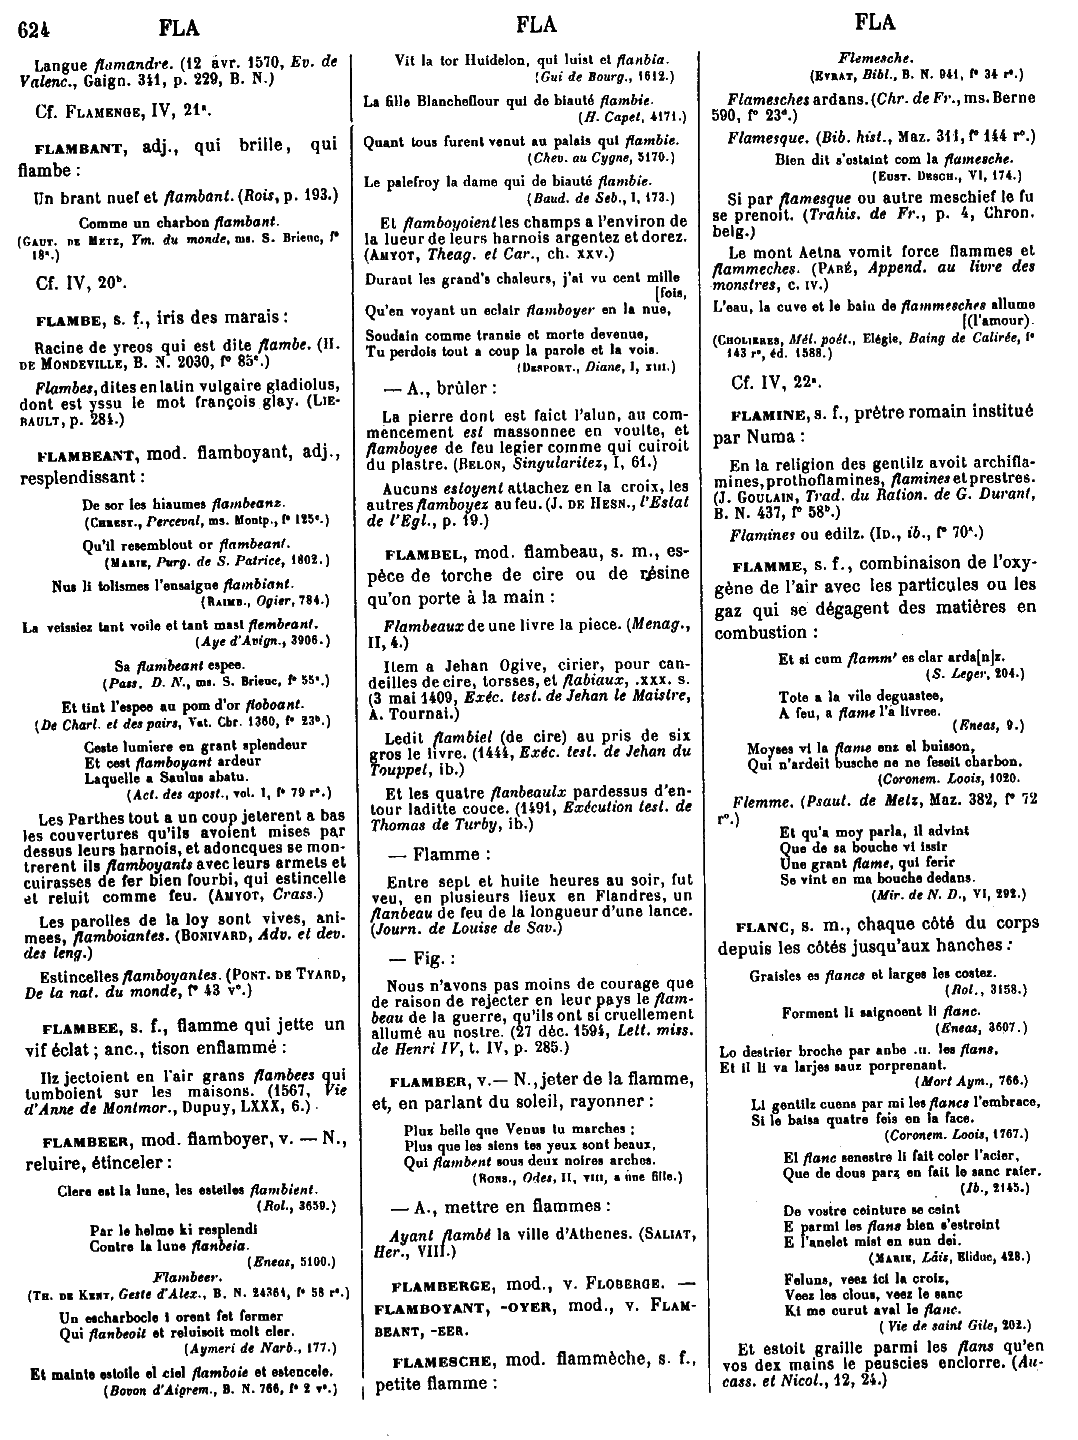 624 FLA FLA FLA
Langue flamandre. (12 avr. 1570, Ev. de
Valenc., Gaign. 341, p. 229, B. N.)
Cf. FLAMENGE, IV, 21ª.
FLAMBANT, adj., qui brille, qui
flambe :
Un brant nuef et flambant. (Rois, p. 193.)
Comme un charbon flambant.
(GAUT. DE METZ, Ym. du monde, ms. S. Brieuc, fº
18ª.)
Cf. IV, 20ᵇ.
FLAMBE, s. f., iris des marais :
Racine de yreos qui est dite flambe. (H.
DE MONDEVILLE, B. N. 2030, fº 85ᶜ.)
Flambes, dites en latin vulgaire gladiolus,
dont est yssu le mot françois glay. (LIE-
BAULT, p. 284.)
FLAMBEANT, mod. flamboyant, adj.,
resplendissant :
De sor les hiaumes flambeanz.
(CHREST., Perceval, ms. Montp., fº 125ᶜ.)
Qu'il resemblout or flambeant.
(MARIE, Purg. de S. Patrice, 1802.)
Nus li tolismes l'ensaigne flambiant.
(RAIMB., Ogier, 784.)
La veissiez tant voile et tant mast flembeant.
(Aye d'Avign., 3906.)
Sa flambeant espee.
(Pass. D. N., ms. S. Brieuc, fº 55ᵃ.)
Et tint l'espee au pom d'or floboant.
(De Charl. et des pairs, Vat. Chr. 1360, fº 23ᵇ.)
Ceste lumiere en grant splendeur
Et cest flamboyant ardeur
Laquelle a Saulus abatu.
(Act. des apost., vol. 1, fº 79 rº.)
Les Parthes tout a un coup jeterent a bas
les couvertures qu'ils avoient mises par
dessus leurs harnois, et adoncques se mon-
trerent ils flamboyants avec leurs armets et
cuirasses de fer bien fourbi, qui estincelle
et reluit comme feu. (AMYOT, Crass.)
Les parolles de la loy sont vives, ani-
mees, flamboiantes. (BONIVARD, Adv. et dev.
des leng.)
Estincelles flamboyantes. (PONT. DE TYARD,
De la nat. du monde, fº 43 vº.)
FLAMBEE, s. f., flamme qui jette un
vif éclat ; anc., tison enflammé :
Ilz jectoient en l'air grans flambees qui
tumboient sur les maisons. (1567, Vie
d'Anne de Montmor., Dupuy, LXXX, 6.)
FLAMBEER, mod. flamboyer, v. — N.,
reluire, étinceler :
Clere est la lune, les estelles flambient.
(Rol., 3659.)
Par le helme ki resplendi
Contre la lune flanbeia.
(Eneas, 5100.)
Flambeer.
(TH. DE KENT, Geste d'Alex., B. N. 24364, fº 58 rº.)
Un escharbocle i orent fet fermer
Qui flanbeoit et reluisoit molt cler.
(Aymeri de Narb., 177.)
Et mainte estoile el ciel flamboie et estencele.
(Bovon d'Aigrem., B. N. 766, fº 2 vº.)
Vit la tor Huidelon, qui luist et flanbia.
(Gui de Bourg., 1612.)
La fille Blancheflour qui de biauté flambie.
(H. Capet, 4171.)
Quant tous furent venut au palais qui flambie.
(Chev. au Cygne, 5170.)
Le palefroy la dame qui de biauté flambie.
(Baud. de Seb., I, 173.)
Et flamboyoient les champs a l'environ de
la lueur de leurs harnois argentez et dorez.
(AMYOT, Theag. et Car., ch. XXV.)
Durant les grand's chaleurs, j'ai vu cent mille
[fois,
Qu'en voyant un eclair flamboyer en la nue,
Soudain comme transie et morte devenue,
Tu perdois tout a coup la parole et la voix.
(DESPORT., Diane, I, XIII.)
— A., brûler :
La pierre dont est faict l'alun, au com-
mencement est massonnee en voulte, et
flamboyee de feu legier comme qui cuiroit
du plastre. (BELON, Singularitez, I, 61.)
Aucuns estoyent attachez en la croix, les
autres flamboyez au feu. (J. DE HESN., l'Estat
de l'Egl., p. 19.)
FLAMBEL, mod. flambeau, s. m., es-
pèce de torche de cire ou de résine
qu'on porte à la main :
Flambeaux de une livre la piece. (Menag.,
II, 4.)
Item a Jehan Ogive, cirier, pour can-
deilles de cire, torsses, et flabiaux, .xxx. s.
(3 mai 1409, Exéc. test. de Jehan le Maistre,
A. Tournai.)
Ledit flambiel (de cire) au pris de six
gros le livre. (1444, Exéc. test. de Jehan du
Touppet, ib.)
Et les quatre flanbeaulx pardessus d'en-
tour laditte couce. (1491, Exécution test. de
Thomas de Turby, ib.)
— Flamme :
Entre sept et huite heures au soir, fut
veu, en plusieurs lieux en Flandres, un
flanbeau de feu de la longueur d'une lance.
(Journ. de Louise de Sav.)
— Fig. :
Nous n'avons pas moins de courage que
de raison de rejecter en leur pays le flam-
beau de la guerre, qu'ils ont si cruellement
allumé au nostre. (27 déc. 1594, Lett. miss.
de Henri IV, t. IV, p. 285.)
FLAMBER, v.— N., jeter de la flamme,
et, en parlant du soleil, rayonner :
Plus belle que Venus tu marches ;
Plus que les siens tes yeux sont beaux,
Qui flambent sous deux noires arches.
(RONS., Odes, II, VIII, a une fille.)
— A., mettre en flammes :
Ayant flambé la ville d'Athenes. (SALIAT,
Her., VIII.)
FLAMBERGE, mod., v. FLOBERGE. —
FLAMBOYANT, -OYER, mod., v. FLAM-
BEANT, -EER.
FLAMESCHE, mod. flammèche, s. f.,
petite flamme :
Flemesche.
(EVRAT, Bibl., B. N. 941, fº 34 rº.)
Flamesches ardans. (Chr. de Fr., ms. Berne
590, fº 23ᵈ.)
Flamesque. (Bib. hist., Maz. 311, fº 144 rº.)
Bien dit s'ostaint com la flamesche.
(EUST. DESCH., VI, 174.)
Si par flamesque ou autre meschief le fu
se prenoit. (Trahis. de Fr., p. 4, Chron.
belg.)
Le mont Aetna vomit force flammes et
flammeches. (PARÉ, Append. au livre des
monstres, c. IV.)
L'eau, la cuve et le bain de flammesches allume
[(l'amour).
(CHOLIERES, Mél. poét., Elégie, Baing de Calirée, fº
143 rº, éd. 1588.)
Cf. IV, 22ᵃ.
FLAMINE, s. f., prêtre romain institué
par Numa :
En la religion des gentilz avoit archifla-
mines, prothoflamines, flamines et prestres.
(J. GOULAIN, Trad. du Ration. de G. Durant,
B. N. 437, fº 58ᵇ.)
Flamines ou edilz. (ID., ib., fº 70ᴬ.)
FLAMME, s. f., combinaison de l'oxy-
gène de l'air avec les particules ou les
gaz qui se dégagent des matières en
combustion :
Et si cum flamm' es clar arda[n]z.
(S. Leger, 204.)
Tote a la vile deguastee,
A feu, a flame l'a livree.
(Eneas, 9.)
Moyses vi la flame enz el buisson,
Qui n'ardeit busche ne ne feseit charbon.
(Coronem. Loois, 1020.
Flemme. (Psaut. de Metz, Maz. 382, fº 72
rº.)
Et qu'a moy parla, il advint
Que de sa bouche vi issir
Une grant flame, qui ferir
Se vint en ma bouche dedans.
(Mir. de N. D., VI, 292.)
FLANC, s. m., chaque côté du corps
depuis les côtés jusqu'aux hanches :
Graisles es flancs et larges les costez.
(Rol., 3158.)
Forment li saignoent li flanc.
(Eneas, 3607.)
Lo destrier broche par anbe .II. les flans,
Et il li va larjes sauz porprenant.
(Mort Aym., 766.)
Li gentilz cuens par mi les flancs l'embrace,
Si le baisa quatre feis en la face.
(Coronem. Loois, 1767.)
El flanc senestre li fait coler l'acier,
Que de dous parz en fait le sanc raier.
(Ib., 2145.)
De vostre ceinture se ceint
E parmi les flans bien s'estreint
E l'anelet mist en sun dei.
(MARIE, Lais, Eliduc, 428.)
Feluns, veez ici la croiz,
Veez les clous, veez le sanc
Ki me curut aval le flanc.
(Vie de saint Gile, 202.)
Et estoit graille parmi les flans qu'en
vos dex mains le peuscies enclorre. (Au-
cass. et Nicol., 12, 24.)